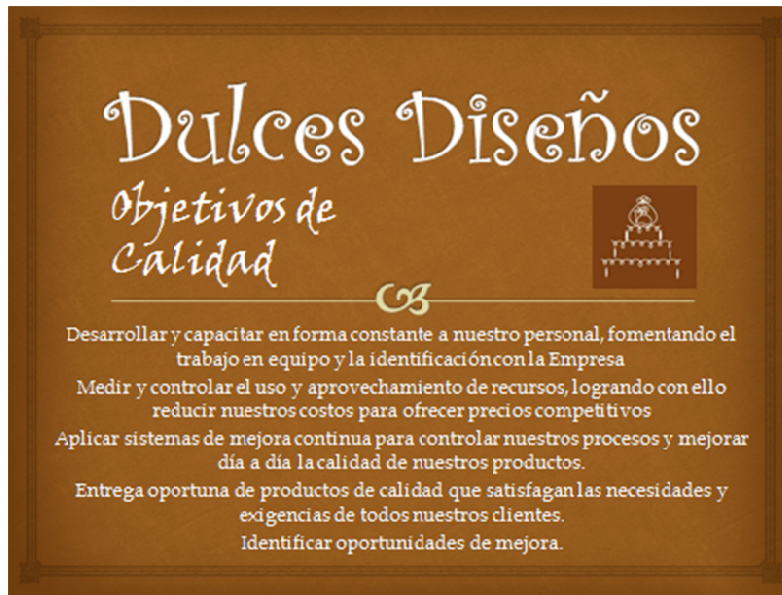 Dulces Diseños
Objetivos de
Calidad
Desarrollar y capacitar en forma constante a nuestro personal, fomentando el
trabajo en equipo y la identificacióncon la Empresa
Medir y controlar el uso y aprovechamiento de recursos, logrando con ello
reducir nuestros costos para ofrecer precios competitivos
Aplicar sistemas de mejora continua para controlar nuestros procesos y mejorar
día a día la calidad de nuestros productos.
Entrega oportuna de productos de calidad que satisfagan las necesidades y
exigencias de todos nuestros clientes.
Identificar oportunidades de mejora.